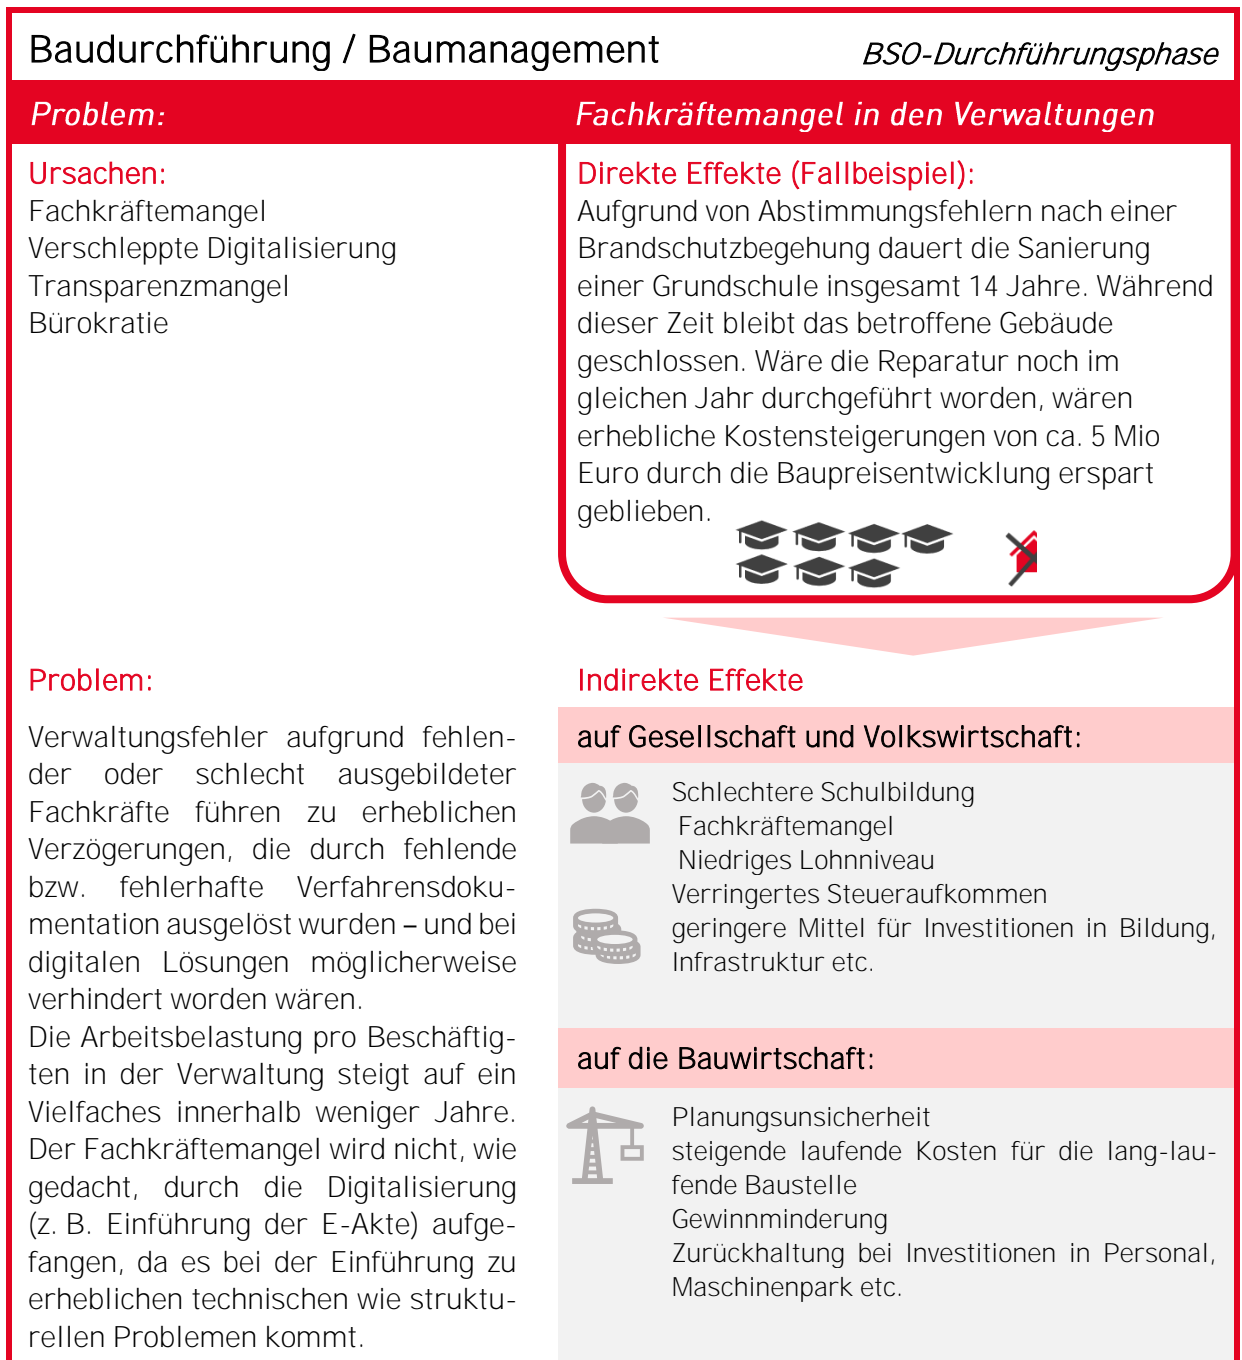 Baudurchführung / Baumanagement
BSO-Durchführungsphase
Problem:
Fachkräftemangel in den Verwaltungen
Ursachen:
Fachkräftemangel
Verschleppte Digitalisierung
Transparenzmangel
Bürokratie
Direkte Effekte (Fallbeispiel):
Aufgrund von Abstimmungsfehlern nach einer
Brandschutzbegehung dauert die Sanierung
einer Grundschule insgesamt 14 Jahre. Während
dieser Zeit bleibt das betroffene Gebäude
geschlossen. Wäre die Reparatur noch im
gleichen Jahr durchgeführt worden, wären
erhebliche Kostensteigerungen von ca. 5 Mio
Euro durch die Baupreisentwicklung erspart
geblieben.
Problem:
Verwaltungsfehler aufgrund fehlen-
der oder schlecht ausgebildeter
Fachkräfte führen zu erheblichen
Verzögerungen, die durch fehlende
bzw. fehlerhafte Verfahrensdoku-
mentation ausgelöst wurden – und bei
digitalen Lösungen möglicherweise
verhindert worden wären.
Die Arbeitsbelastung pro Beschäftig-
ten in der Verwaltung steigt auf ein
Vielfaches innerhalb weniger Jahre.
Der Fachkräftemangel wird nicht, wie
gedacht, durch die Digitalisierung
(z. B. Einführung der E-Akte) aufge-
fangen, da es bei der Einführung zu
erheblichen technischen wie struktu-
rellen Problemen kommt.
Indirekte Effekte
auf Gesellschaft und Volkswirtschaft:
Schlechtere Schulbildung
Fachkräftemangel
Niedriges Lohnniveau
Verringertes Steueraufkommen
geringere Mittel für Investitionen in Bildung,
Infrastruktur etc.
auf die Bauwirtschaft:
Planungsunsicherheit
steigende laufende Kosten für die lang-lau-
fende Baustelle
Gewinnminderung
Zurückhaltung bei Investitionen in Personal,
Maschinenpark etc.